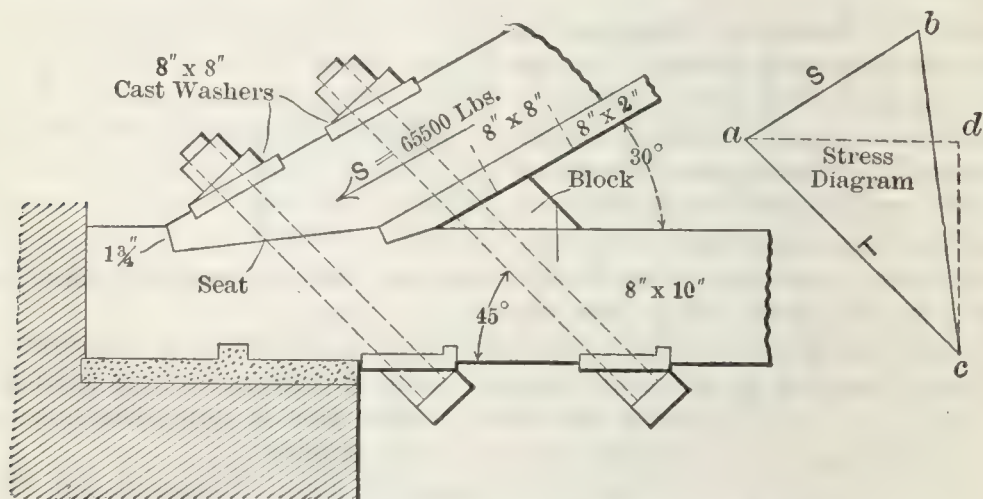 8" x 8"
Cast Washers
S = 65500 Lbs.
8" x 8"
8" x 2"
30°
Block
1¾"
Seat
45°
8" x 10"
b
S
a
d
Stress
Diagram
T
c